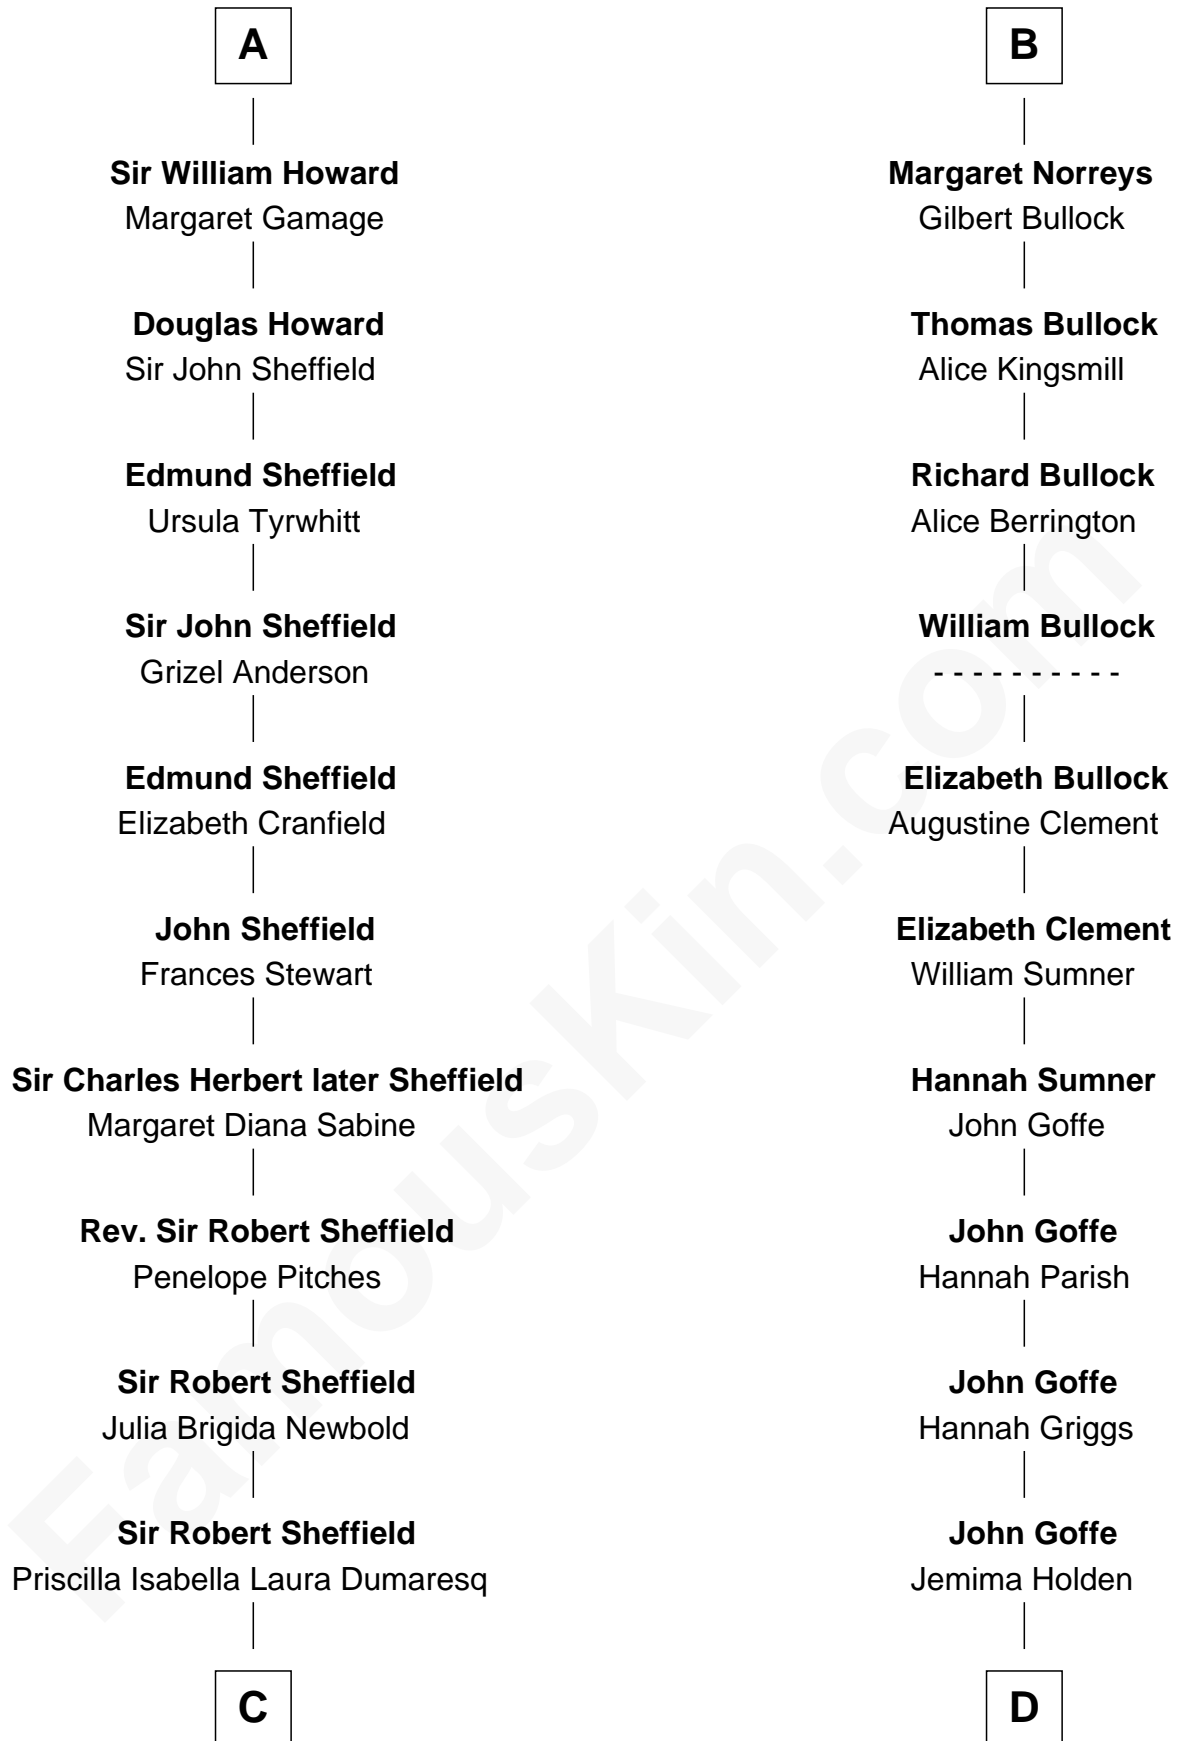 A
Sir William Howard
Margaret Gamage
Douglas Howard
Sir John Sheffield
Edmund Sheffield
Ursula Tyrwhitt
Sir John Sheffield
Grizel Anderson
Edmund Sheffield
Elizabeth Cranfield
John Sheffield
Frances Stewart
Sir Charles Herbert later Sheffield
Margaret Diana Sabine
Rev. Sir Robert Sheffield
Penelope Pitches
Sir Robert Sheffield
Julia Brigida Newbold
Sir Robert Sheffield
Priscilla Isabella Laura Dumaresq
C
B
Margaret Norreys
Gilbert Bullock
Thomas Bullock
Alice Kingsmill
Richard Bullock
Alice Berrington
William Bullock
- - - - - - - - - -
Elizabeth Bullock
Augustine Clement
Elizabeth Clement
William Sumner
Hannah Sumner
John Goffe
John Goffe
Hannah Parish
John Goffe
Hannah Griggs
John Goffe
Jemima Holden
D
FamousKin.com